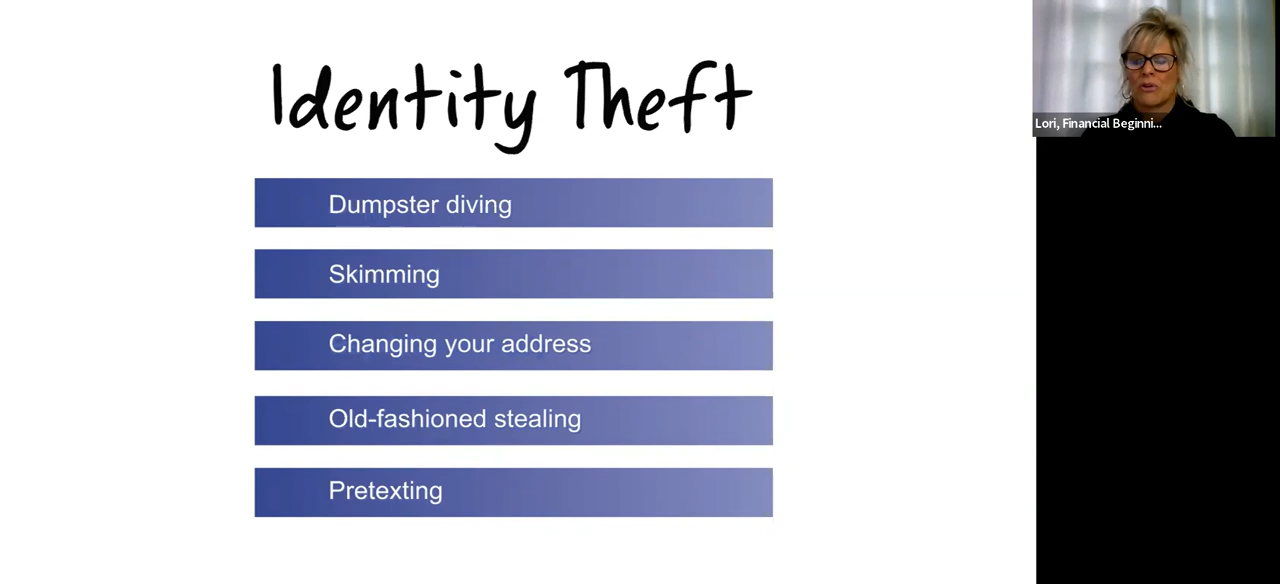 Identity Theft
Dumpster diving
Skimming
Changing your address
Old-fashioned stealing
Pretexting
Lori, Financial Beginni...